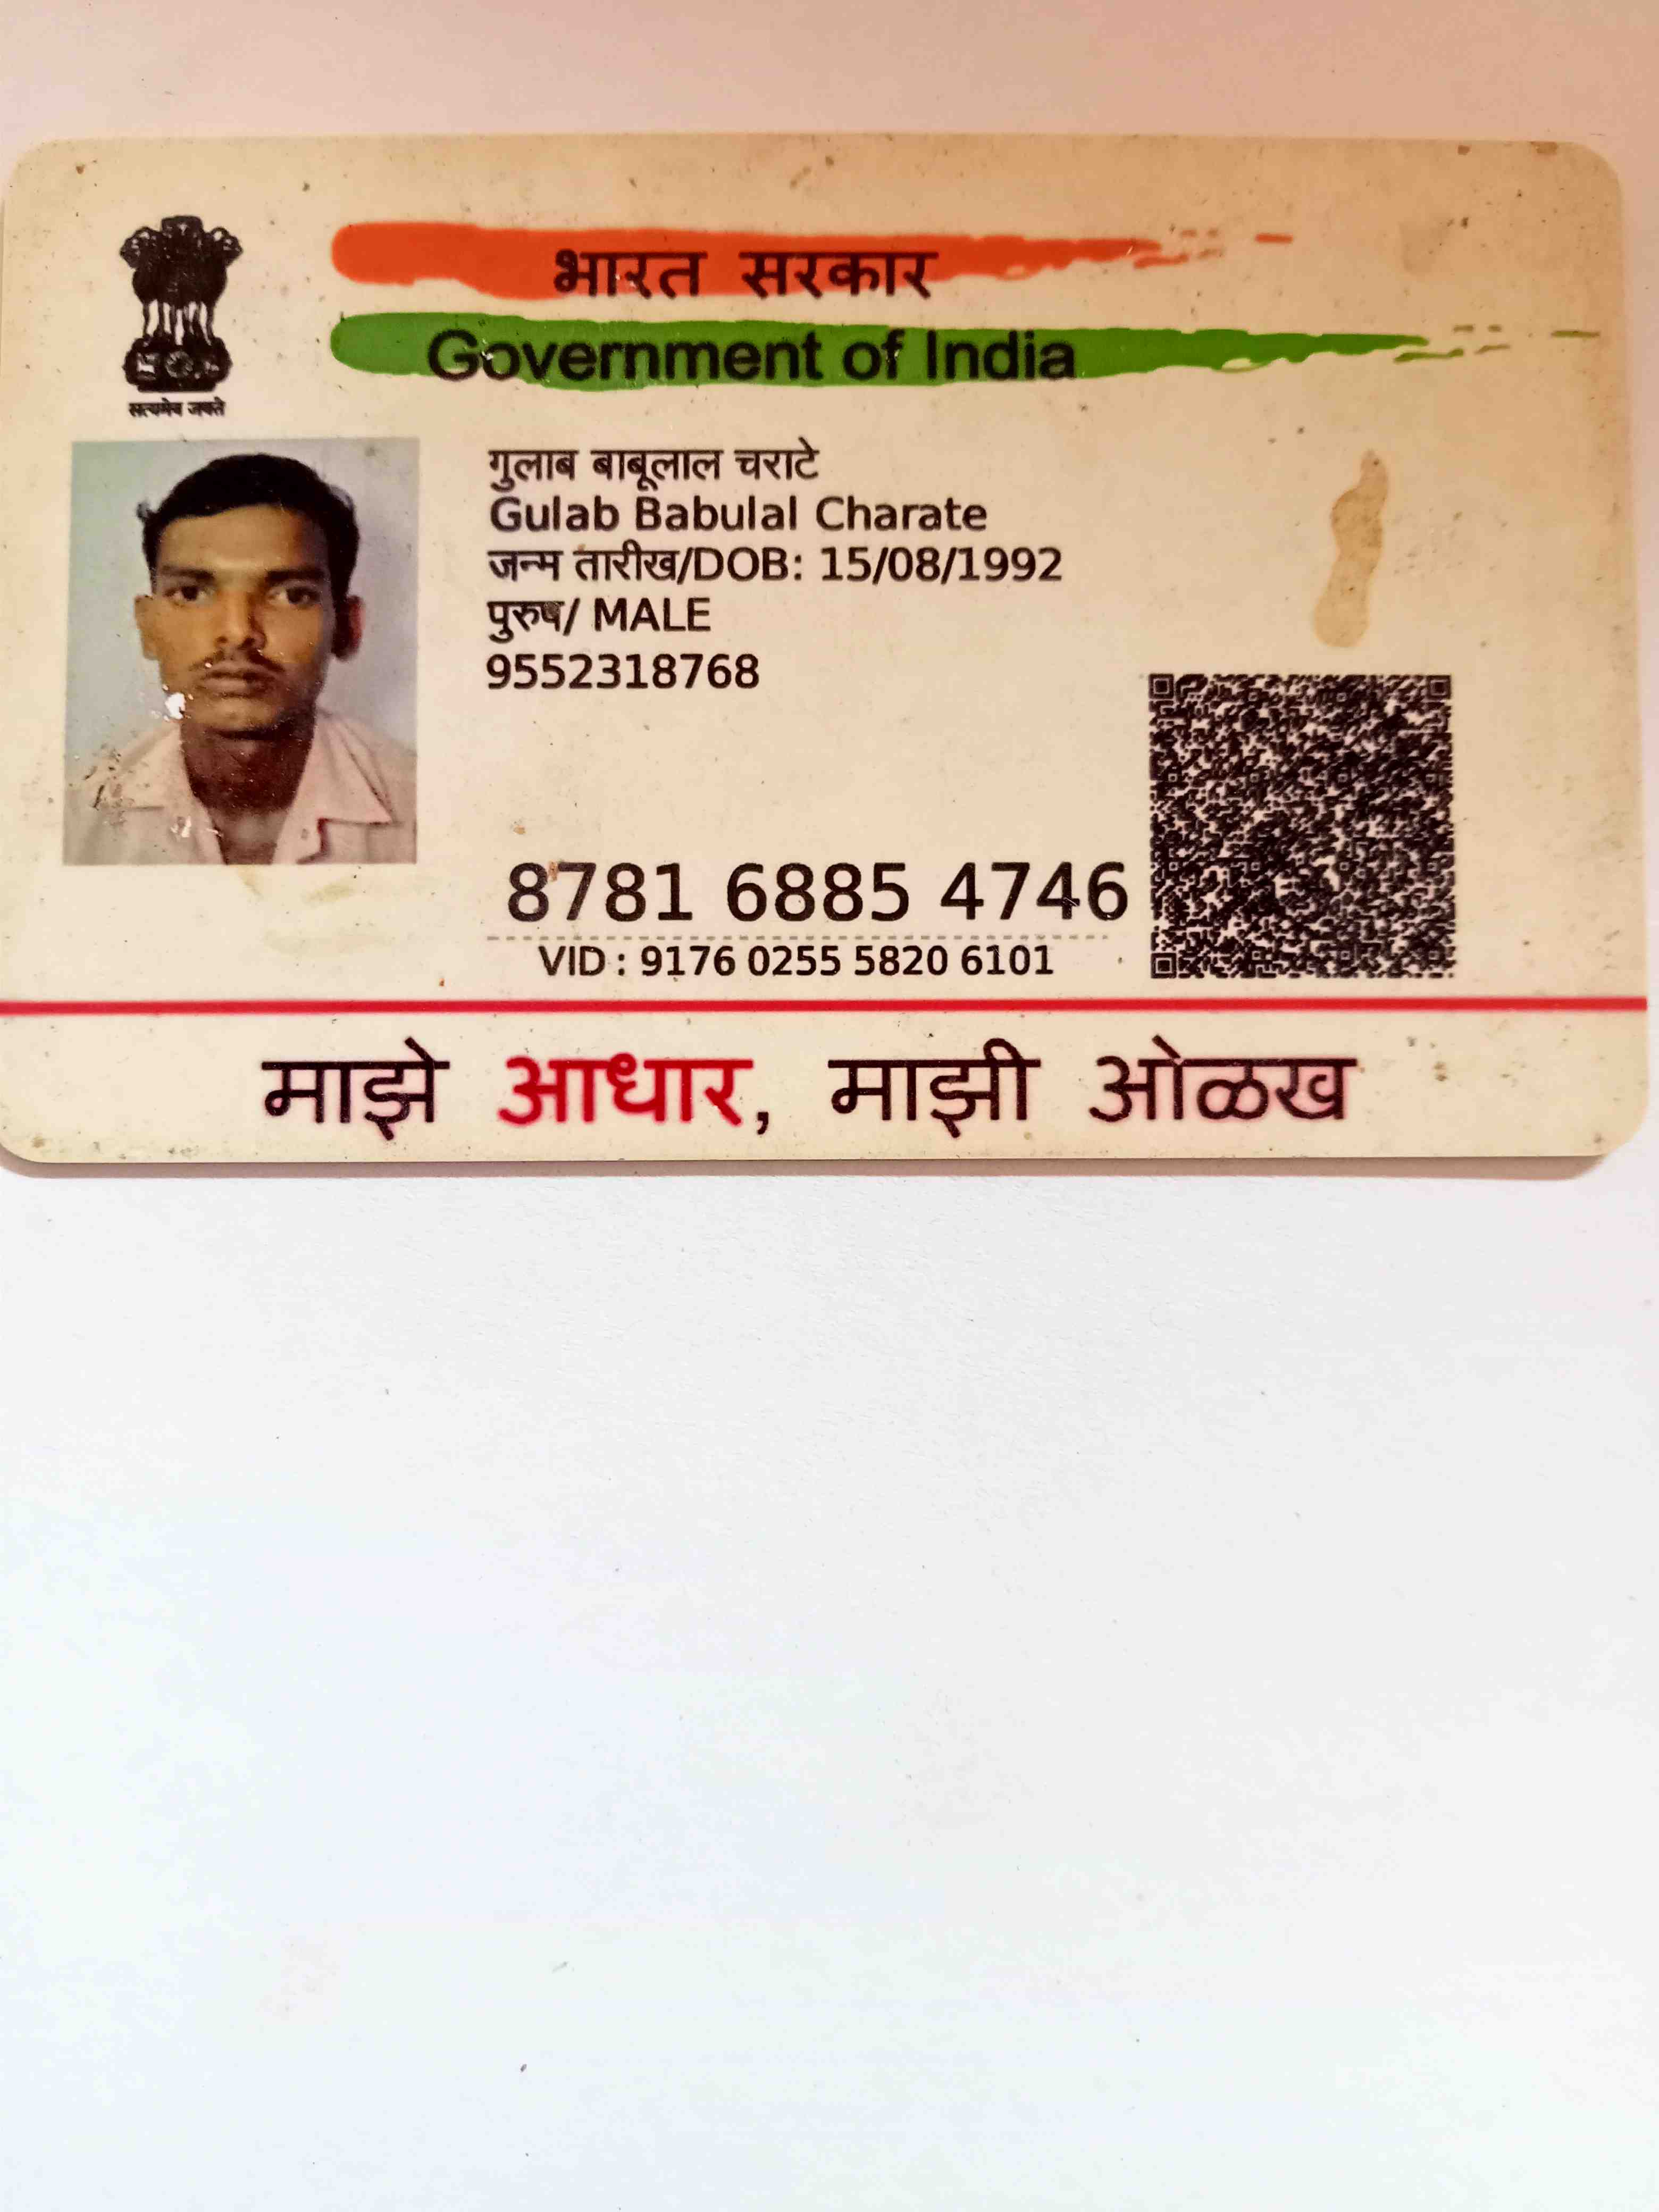 भारत सरकार
Government of India
सत्यमेव जयते
गुलाब बाबूलाल चराटे
Gulab Babulal Charate
जन्म तारीख/DOB: 15/08/1992
पुरुष/ MALE
9552318768
8781 6885 4746
VID : 9176 0255 5820 6101
माझे आधार, माझी ओळख